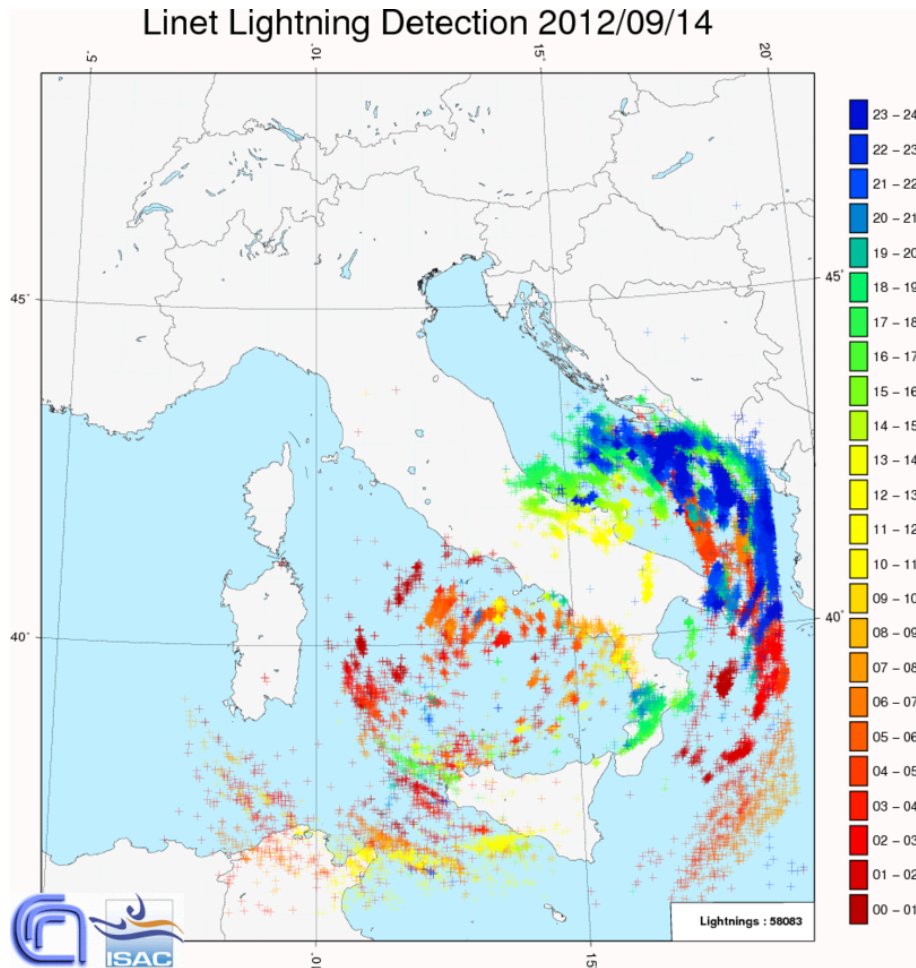 Linet Lightning Detection 2012/09/14
5°
10°
15°
20°
45°
45°
40°
40°
10°
15°
23 – 24
22 – 23
21 – 22
20 – 21
19 – 20
18 – 19
17 – 18
16 – 17
15 – 16
14 – 15
13 – 14
12 – 13
11 – 12
10 – 11
09 – 10
08 – 09
07 – 08
06 – 07
05 – 06
04 – 05
03 – 04
02 – 03
01 – 02
00 – 01
Lightnings : 58083
ISAC